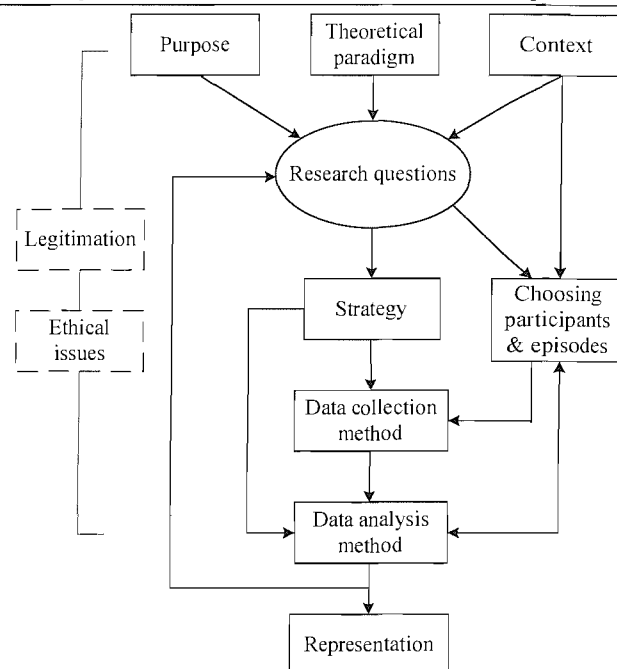 Purpose
Theoretical
paradigm
Context
Research questions
Legitimation
Ethical
issues
Strategy
Choosing
participants
& episodes
Data collection
method
Data analysis
method
Representation